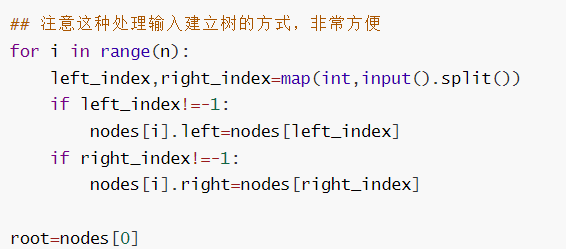 ## 注意这种处理输入建立树的方式，非常方便
for i in range(n):
    left_index,right_index=map(int,input().split())
    if left_index!=-1:
        nodes[i].left=nodes[left_index]
    if right_index!=-1:
        nodes[i].right=nodes[right_index]
root=nodes[0]